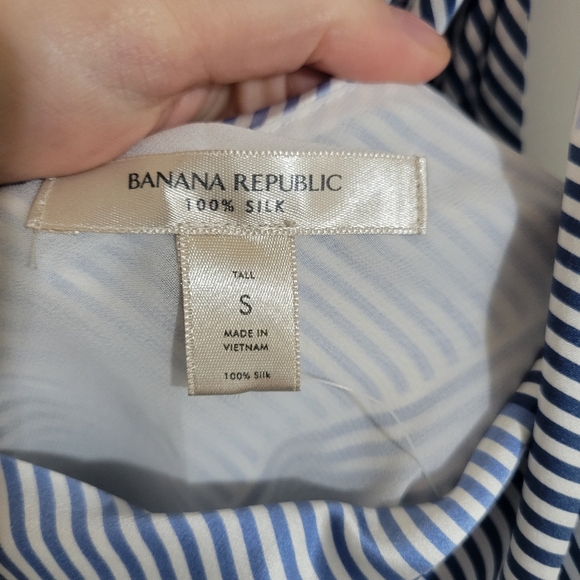 BANANA REPUBLIC
100% SILK
TALL
S
MADE IN
VIETNAM
100% Silk